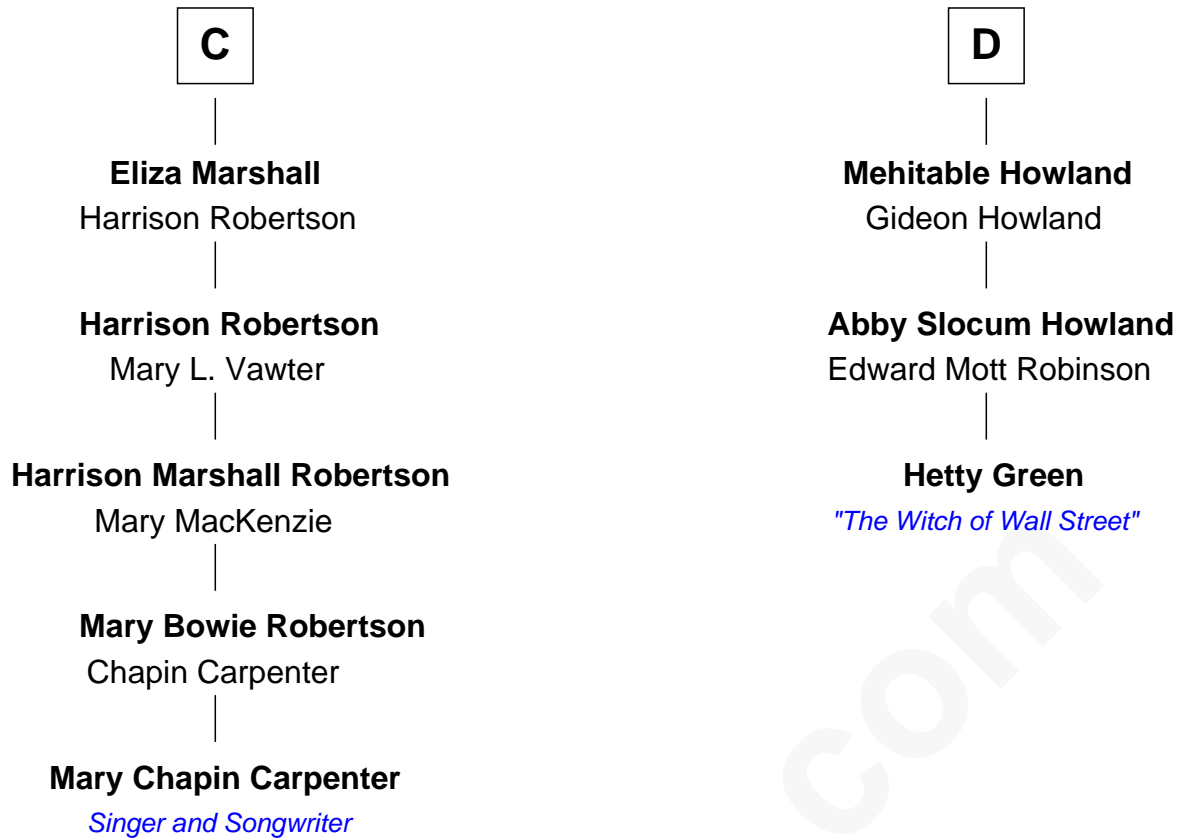 C
Eliza Marshall
Harrison Robertson
Harrison Robertson
Mary L. Vawter
Harrison Marshall Robertson
Mary MacKenzie
Mary Bowie Robertson
Chapin Carpenter
Mary Chapin Carpenter
Singer and Songwriter
D
Mehitable Howland
Gideon Howland
Abby Slocum Howland
Edward Mott Robinson
Hetty Green
"The Witch of Wall Street"
com